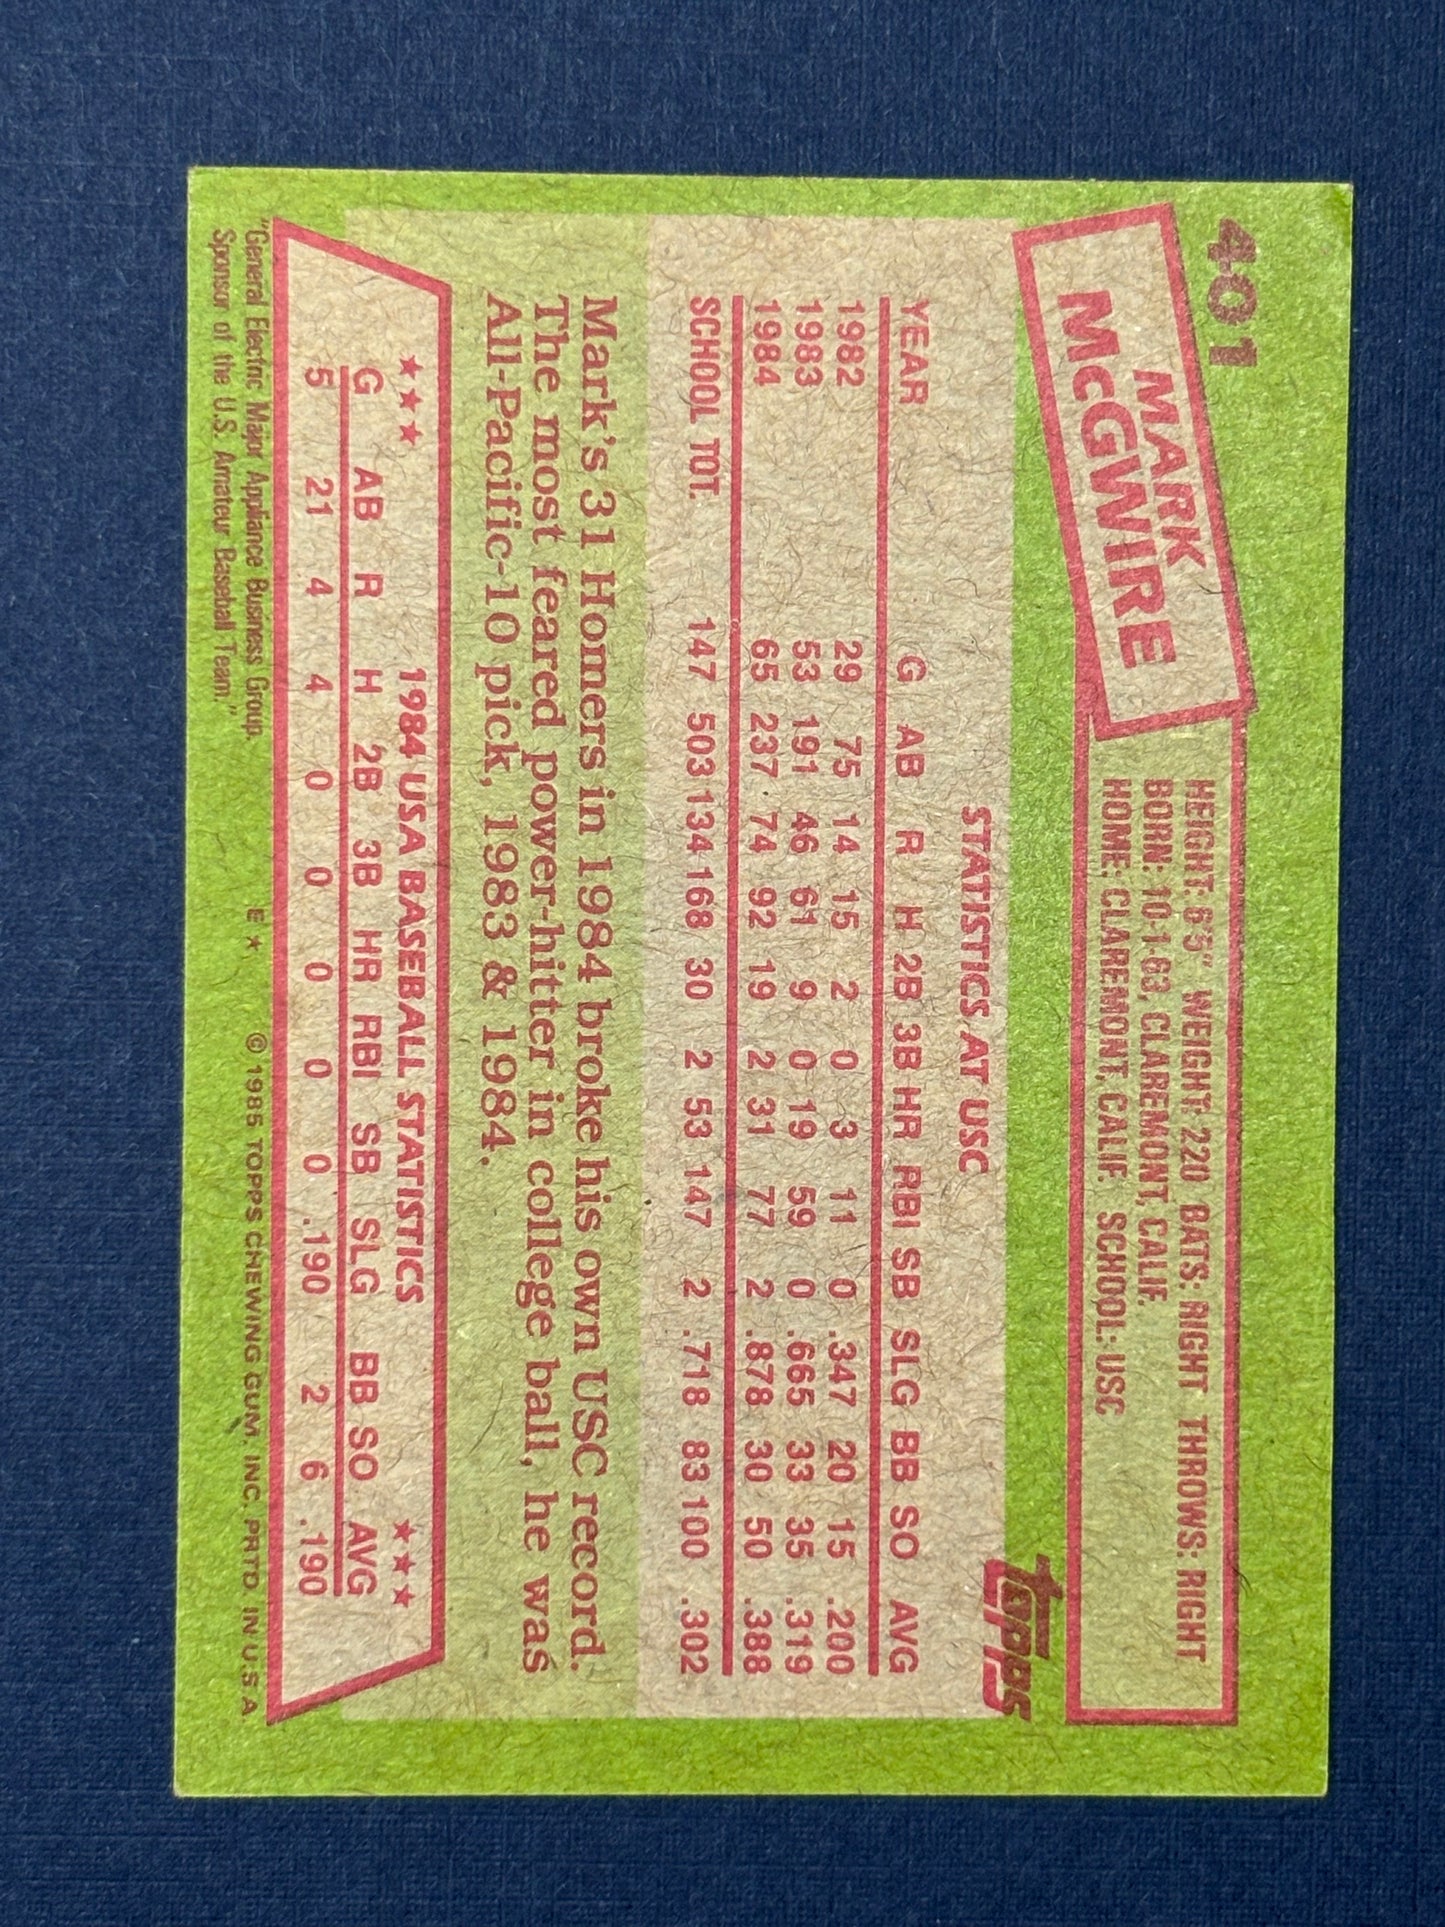 401
MARK
McGWIRE
HEIGHT: 6'5" WEIGHT: 220 BATS: RIGHT THROWS: RIGHT
BORN: 10-1-63, CLAREMONT, CALIF.
HOME: CLAREMONT, CALIF. SCHOOL: USC
TOPPS
STATISTICS AT USC
YEAR G AB R H 2B 3B HR RBI SB SLG BB SO AVG
1982 29 75 14 15 2 0 3 11 0 .347 20 15 .200
1983 53 191 46 61 9 0 19 59 0 .665 33 35 .319
1984 65 237 74 92 19 2 31 77 2 .878 30 50 .388
SCHOOL TOT. 147 503 134 168 30 2 53 147 2 .718 83 100 .302
Mark's 31 Homers in 1984 broke his own USC record.
The most feared power-hitter in college ball, he was
All-Pacific-10 pick, 1983 & 1984.
★★★ 1984 USA BASEBALL STATISTICS ★★★
G AB R H 2B 3B HR RBI SB SLG BB SO AVG
5 21 4 4 0 0 0 0 0 .190 2 6 .190
"General Electric Major Appliance Business Group,
Sponsor of the U.S. Amateur Baseball Team."
E★ © 1985 TOPPS CHEWING GUM, INC. PRTD. IN U.S.A.